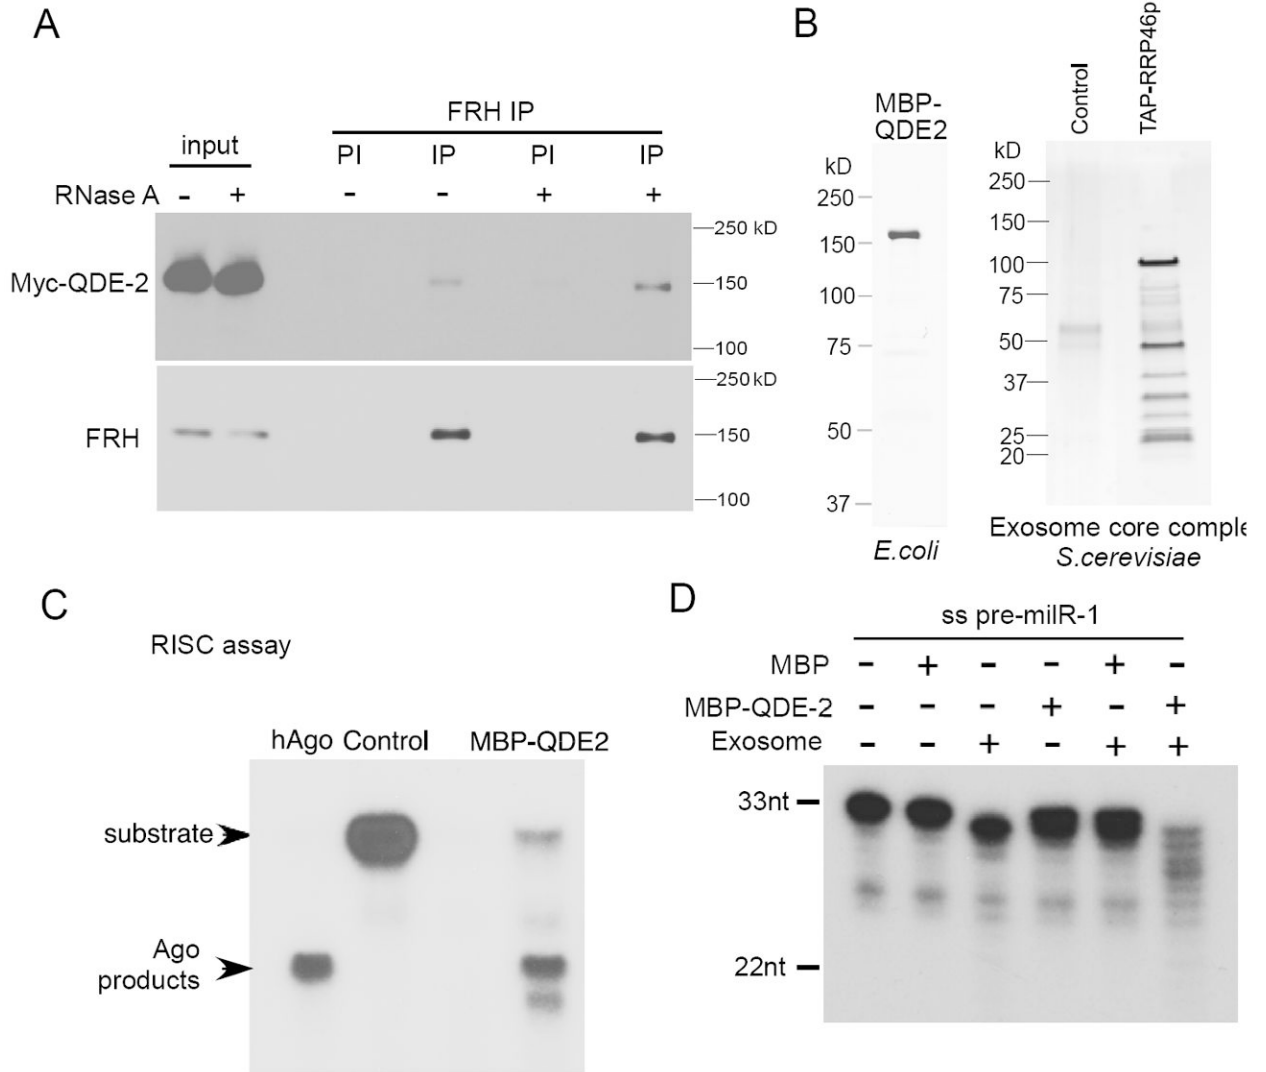 A
FRH IP
input
PI IP PI IP
RNase A - + - - + +
250 kD
Myc-QDE-2
150
100
250 kD
FRH
150
100
B
MBP-
QDE2
kD
250
150
100
75
50
37
E.coli
Control
TAP-RRP46p
kD
250
150
100
75
50
37
25
20
Exosome core comple
S.cerevisiae
C
RISC assay
hAgo Control MBP-QDE2
substrate
Ago
products
D
ss pre-milR-1
MBP - + - - + -
MBP-QDE-2 - - - + - +
Exosome - - + - + +
33nt
22nt